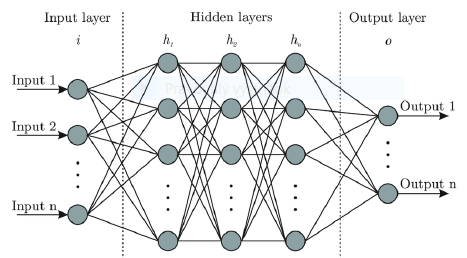 Input layer
Hidden layers
Output layer
i
h₁
h₂
hₙ
o
Input 1
Input 2
Input n
Output 1
Output n